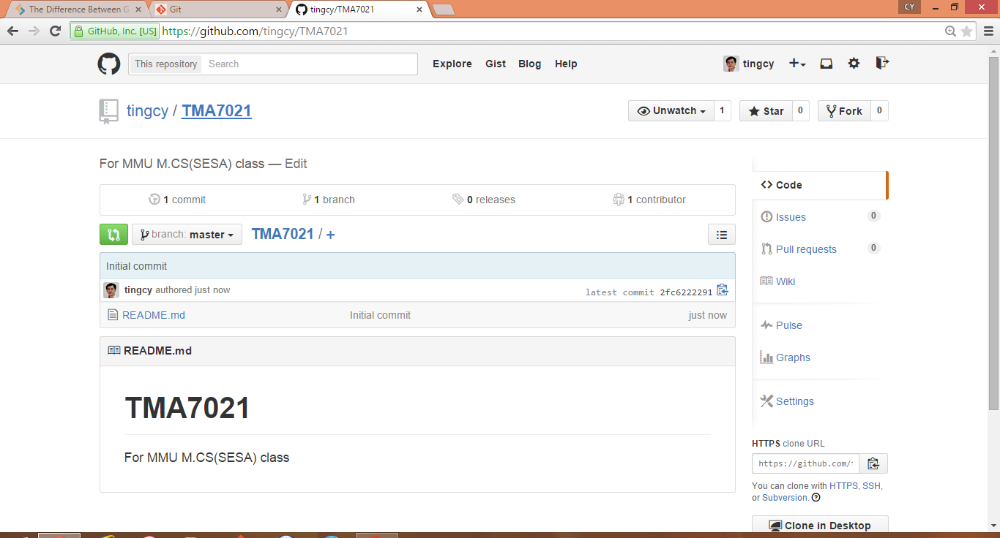 The Difference Between G
Git
tingcy/TMA7021
CY
GitHub, Inc. [US] https://github.com/tingcy/TMA7021
This repository Search Explore Gist Blog Help tingcy
tingcy / TMA7021 Unwatch 1 Star 0 Fork 0
For MMU M.CS(SESA) class — Edit
1 commit 1 branch 0 releases 1 contributor
branch: master TMA7021 / +
Initial commit
tingcy authored just now latest commit 2fc6222291
README.md Initial commit just now
README.md
TMA7021
For MMU M.CS(SESA) class
Code
Issues 0
Pull requests 0
Wiki
Pulse
Graphs
Settings
HTTPS clone URL
https://github.com/t
You can clone with HTTPS, SSH,
or Subversion.
Clone in Desktop